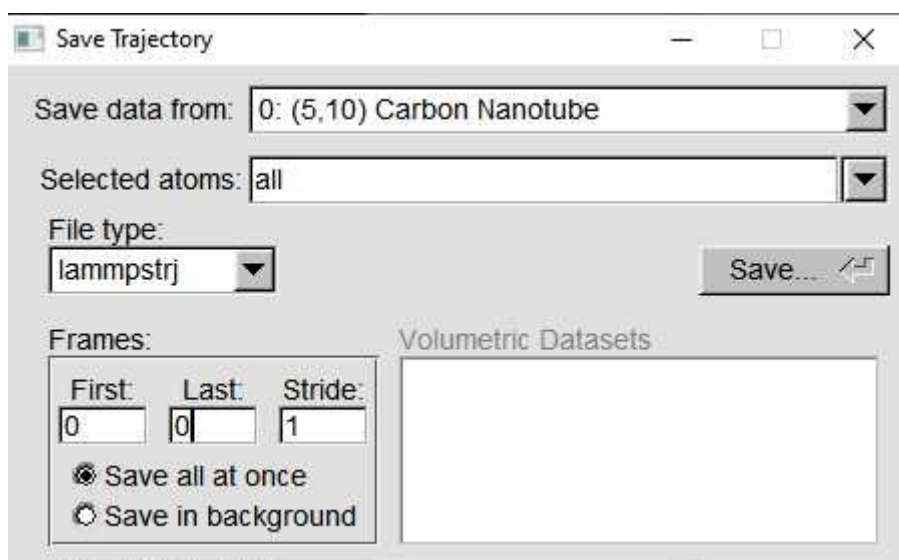 Save Trajectory
Save data from: 0: (5,10) Carbon Nanotube
Selected atoms: all
File type:
lammpstrj
Save...
Frames:
Volumetric Datasets
First: Last: Stride:
0 0 1
Save all at once
Save in background